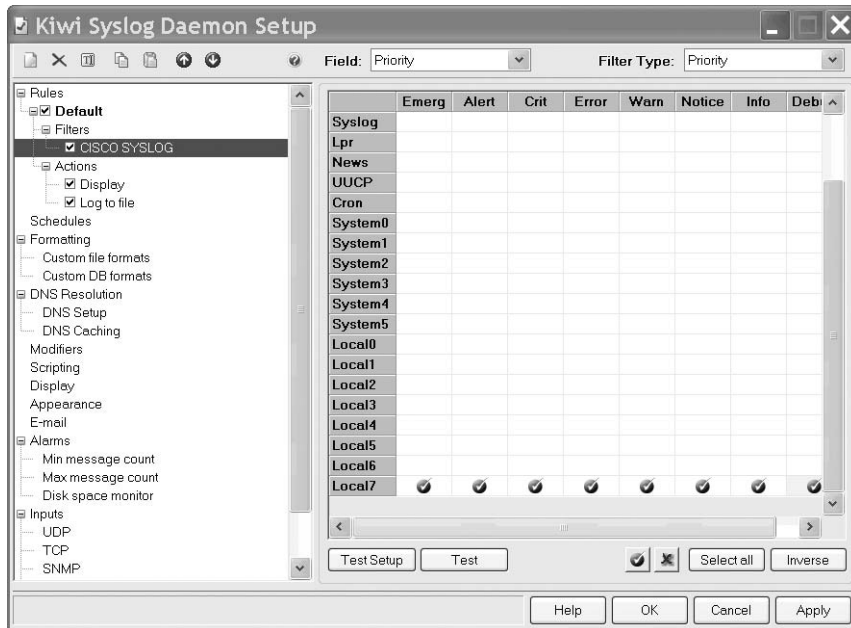 Kiwi Syslog Daemon Setup
Field: Priority Filter Type: Priority
Rules
Default
Filters
CISCO SYSLOG
Actions
Display
Log to file
Schedules
Formatting
Custom file formats
Custom DB formats
DNS Resolution
DNS Setup
DNS Caching
Modifiers
Scripting
Display
Appearance
E-mail
Alarms
Min message count
Max message count
Disk space monitor
Inputs
UDP
TCP
SNMP
Emerg Alert Crit Error Warn Notice Info Debu
Syslog
Lpr
News
UUCP
Cron
System0
System1
System2
System3
System4
System5
Local0
Local1
Local2
Local3
Local4
Local5
Local6
Local7
Test Setup Test Select all Inverse
Help OK Cancel Apply